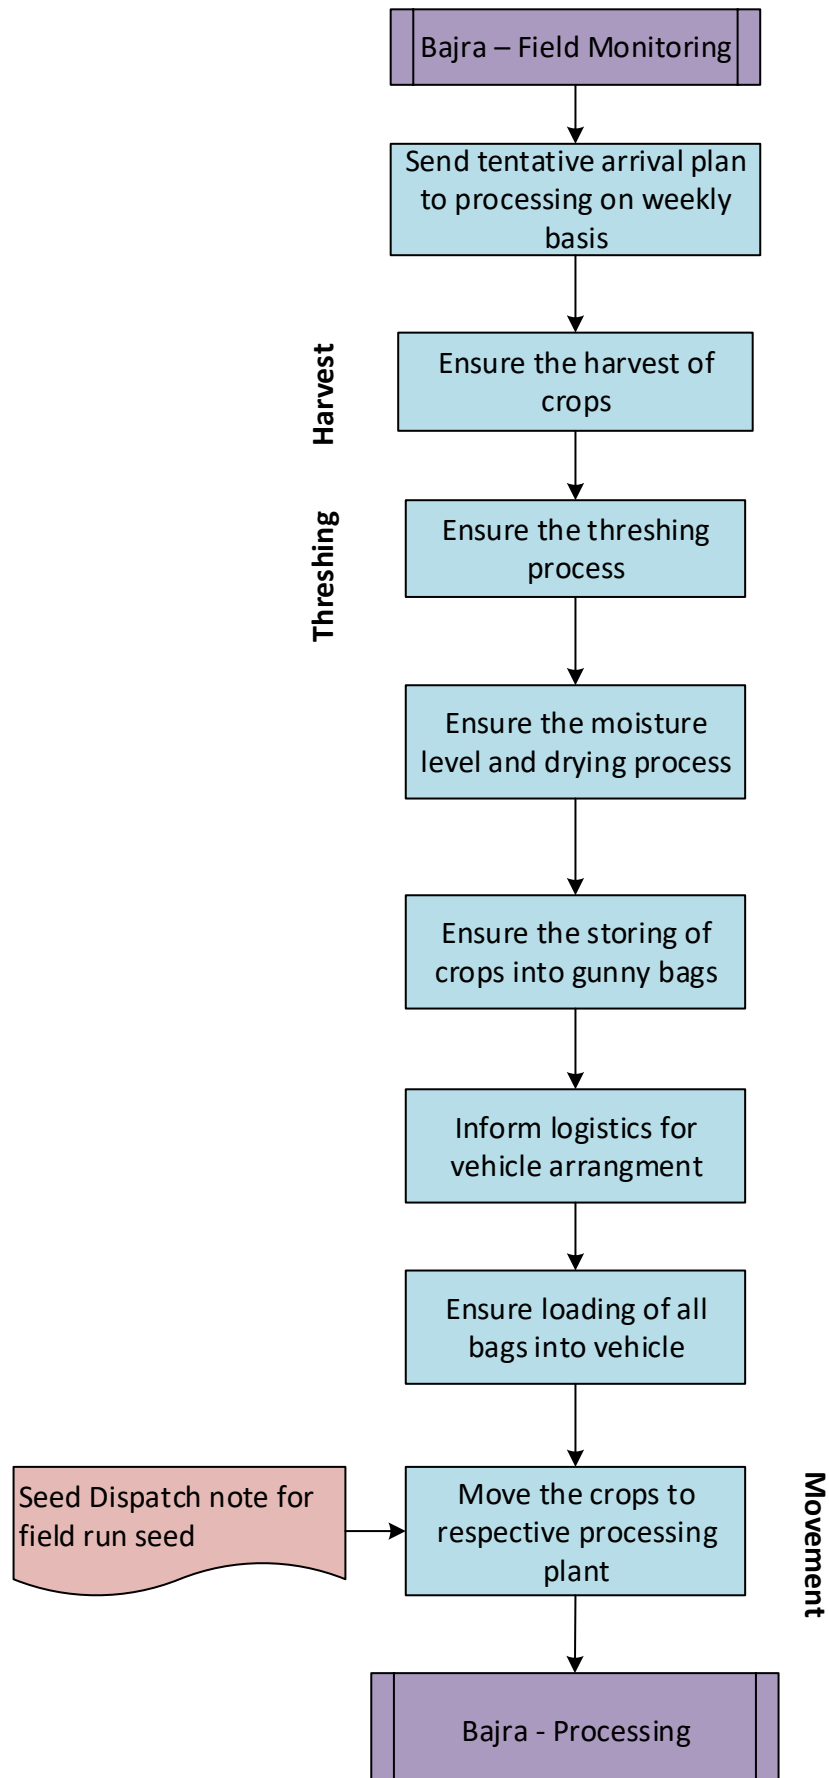 Bajra – Field Monitoring
Send tentative arrival plan
to processing on weekly
basis
Harvest
Ensure the harvest of
crops
Threshing
Ensure the threshing
process
Ensure the moisture
level and drying process
Ensure the storing of
crops into gunny bags
Inform logistics for
vehicle arrangment
Ensure loading of all
bags into vehicle
Seed Dispatch note for
field run seed
Move the crops to
respective processing
plant
Movement
Bajra - Processing